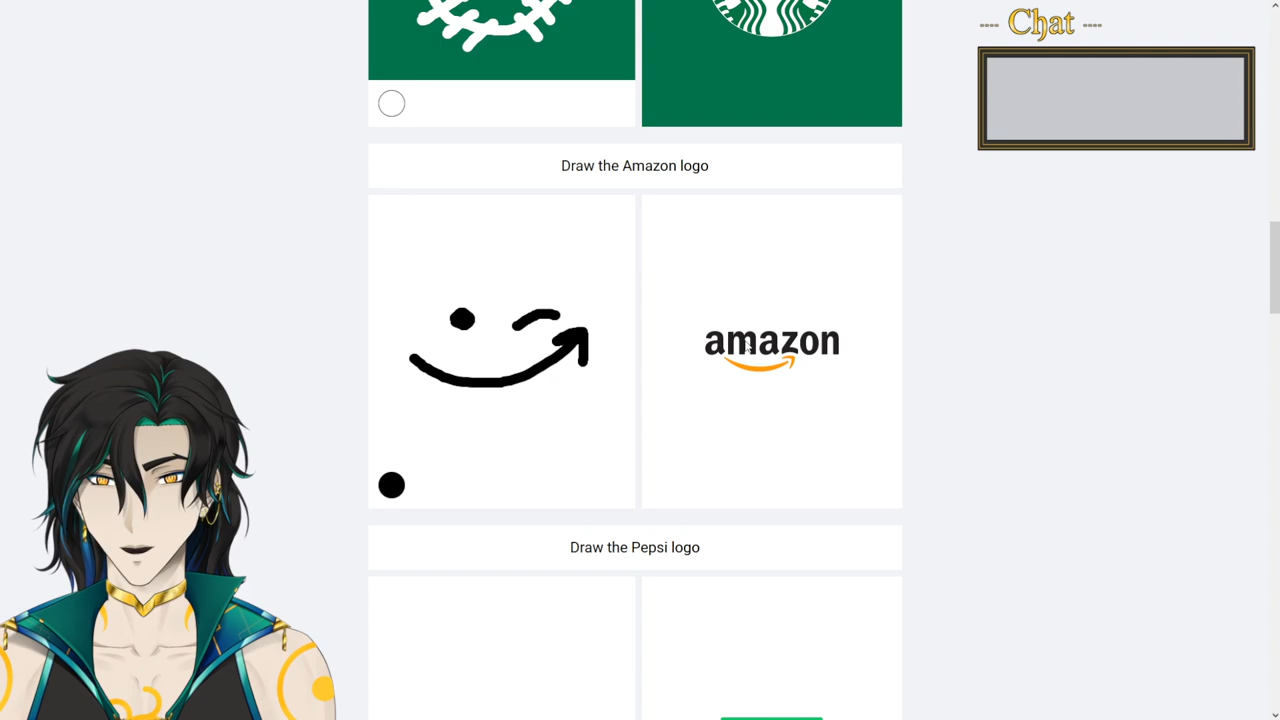 ---- Chat ----
Draw the Amazon logo
amazon
Draw the Pepsi logo